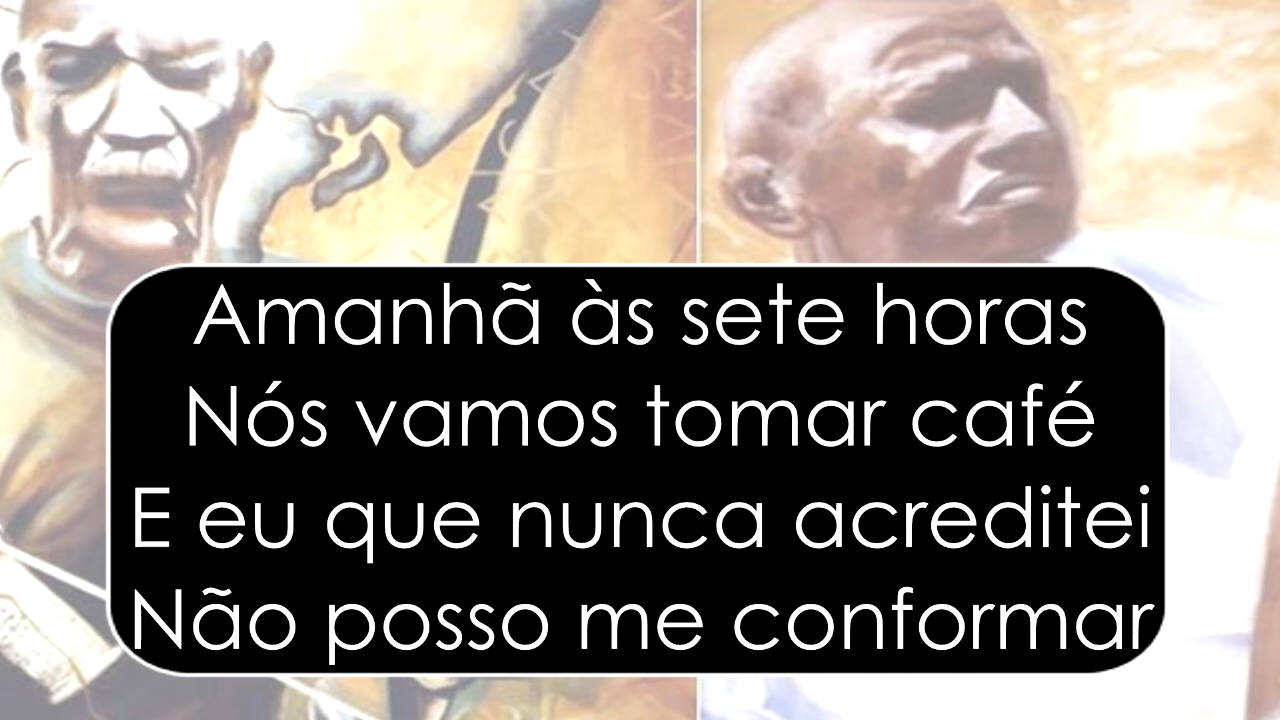 Amanhã às sete horas
Nós vamos tomar café
E eu que nunca acreditei
Não posso me conformar